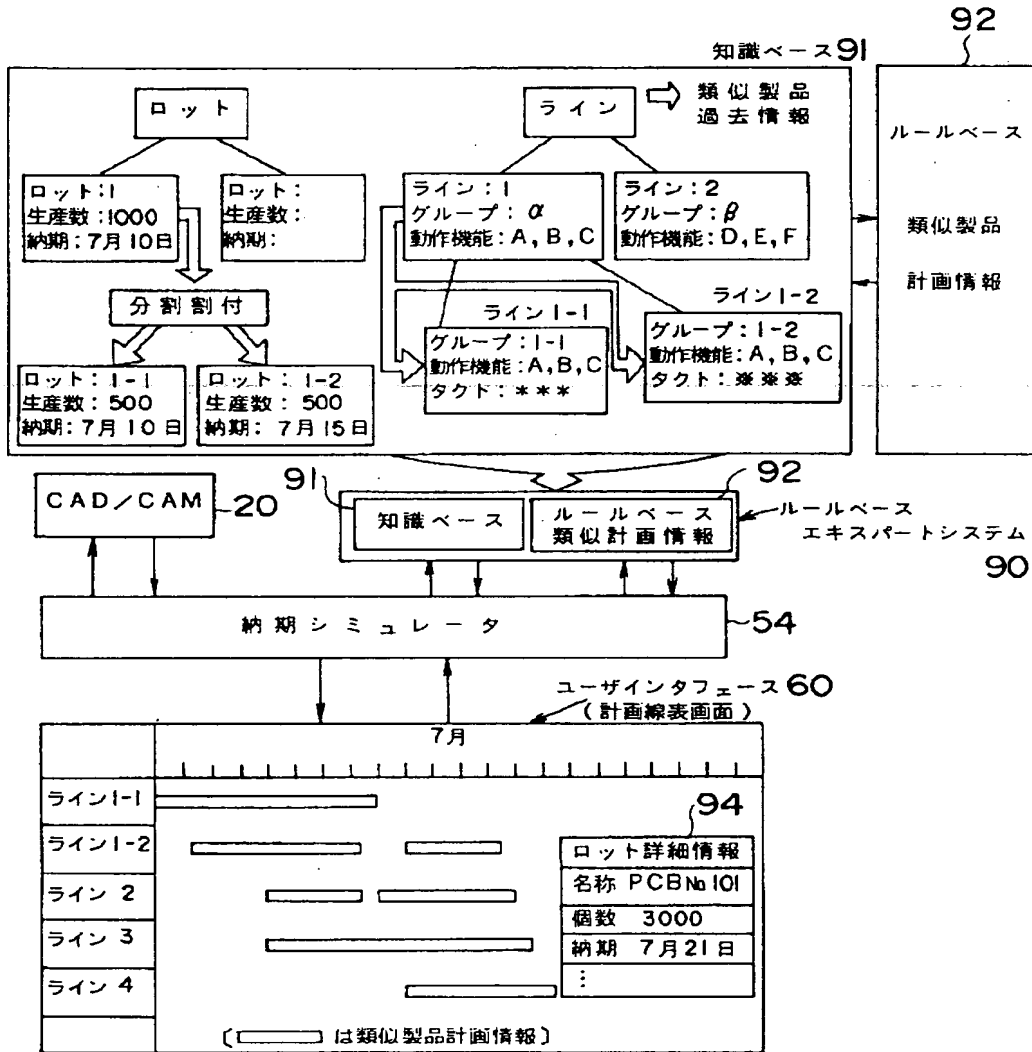 92
知識ベース 91
ロット
ライン
類似製品
過去情報
ルールベース
類似製品
計画情報
ロット:1
生産数:1000
納期:7月10日
ロット:
生産数:
納期:
ライン:1
グループ:α
動作機能:A,B,C
ライン:2
グループ:β
動作機能:D,E,F
分割割付
ライン1-1
グループ:1-1
動作機能:A,B,C
タクト:***
ライン1-2
グループ:1-2
動作機能:A,B,C
タクト:※※※
ロット:1-1
生産数:500
納期:7月10日
ロット:1-2
生産数:500
納期:7月15日
CAD/CAM
20
91
知識ベース
92
ルールベース
類似計画情報
ルールベース
エキスパートシステム
90
納期シミュレータ
54
ユーザインタフェース 60
(計画線表画面)
7月
ライン1-1
ライン1-2
ライン 2
ライン 3
ライン 4
94
ロット詳細情報
名称 PCB№101
個数 3000
納期 7月21日
⋮
〔 は類似製品計画情報〕